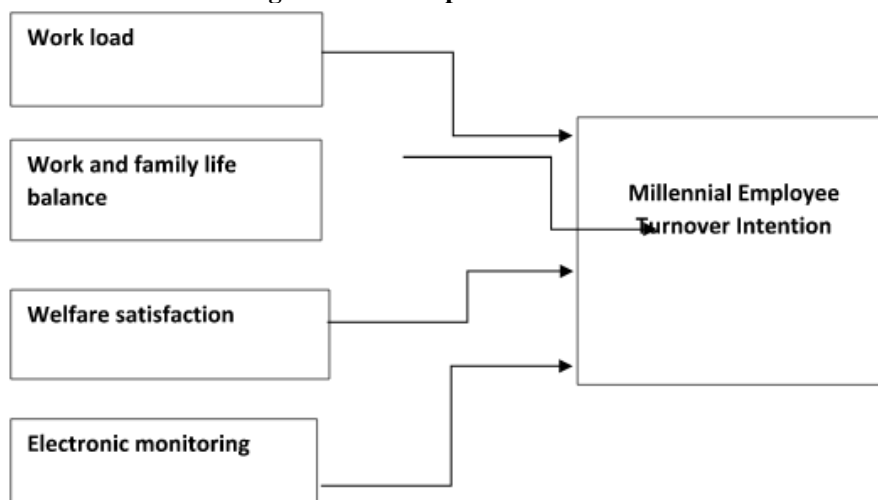 Work load
Work and family life
balance
Millennial Employee
Turnover Intention
Welfare satisfaction
Electronic monitoring